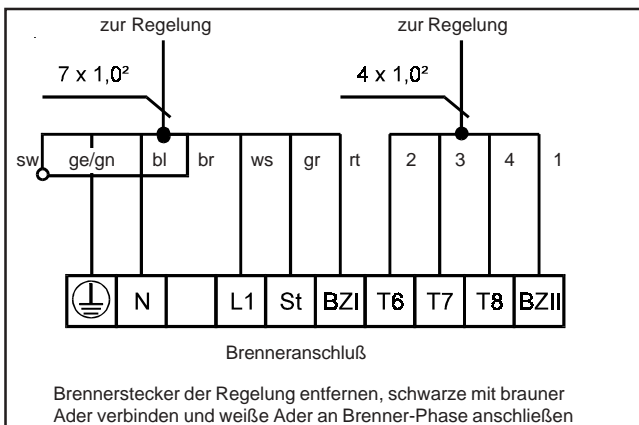 zur Regelung zur Regelung
7 x 1,0² 4 x 1,0²
sw ge/gn bl br ws gr rt 2 3 4 1
N L1 St BZI T6 T7 T8 BZII
Brenneranschluß
Brennerstecker der Regelung entfernen, schwarze mit brauner
Ader verbinden und weiße Ader an Brenner-Phase anschließen